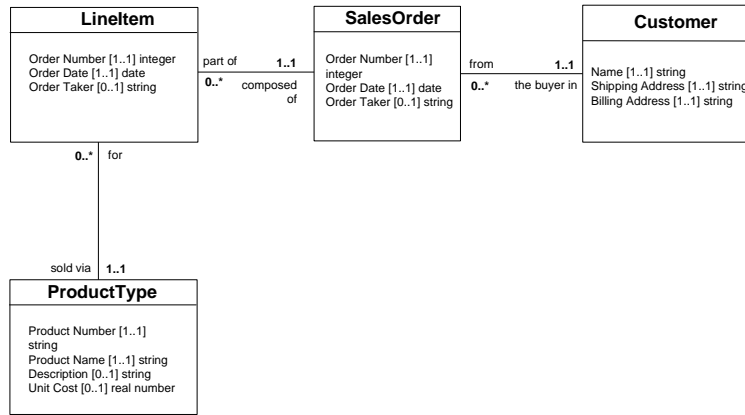 LineItem
Order Number [1..1] integer
Order Date [1..1] date
Order Taker [0..1] string
part of
1..1
0..*
composed
of
SalesOrder
Order Number [1..1]
integer
Order Date [1..1] date
Order Taker [0..1] string
from
1..1
0..*
the buyer in
Customer
Name [1..1] string
Shipping Address [1..1] string
Billing Address [1..1] string
0..*
for
sold via
1..1
ProductType
Product Number [1..1]
string
Product Name [1..1] string
Description [0..1] string
Unit Cost [0..1] real number